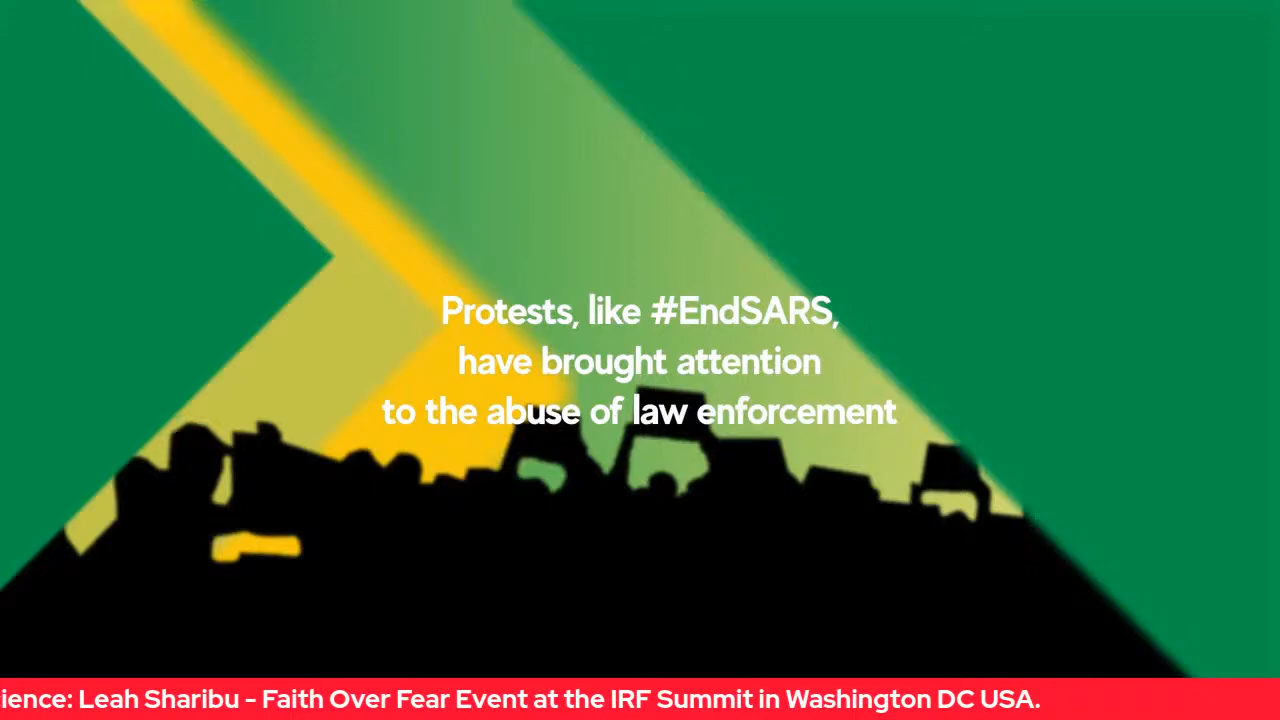 Protests, like #EndSARS,
have brought attention
to the abuse of law enforcement
ience: Leah Sharibu - Faith Over Fear Event at the IRF Summit in Washington DC USA.